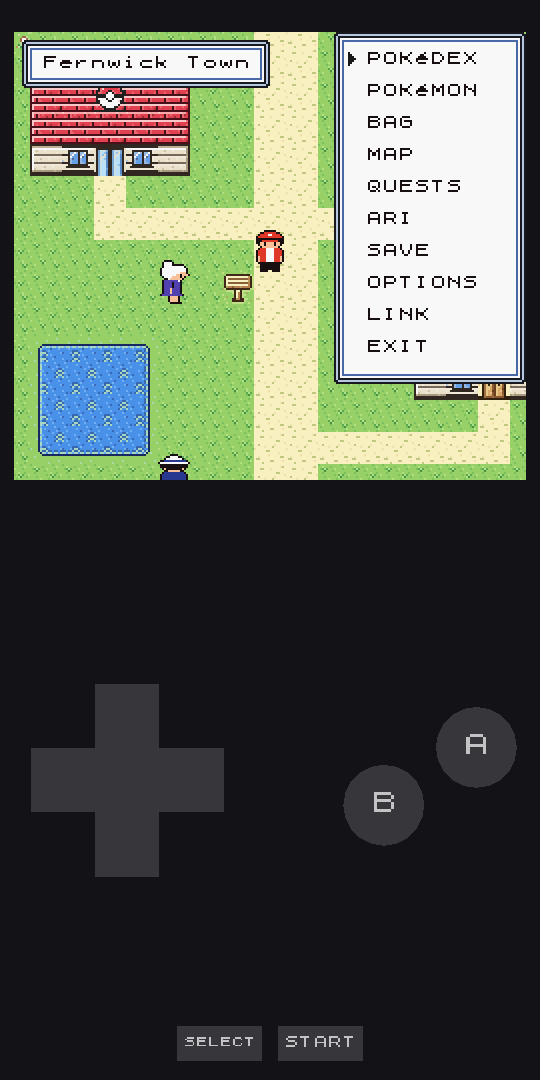 Fernwick Town
POKéDEX
POKéMON
BAG
MAP
QUESTS
ARI
SAVE
OPTIONS
LINK
EXIT
A
B
SELECT
START